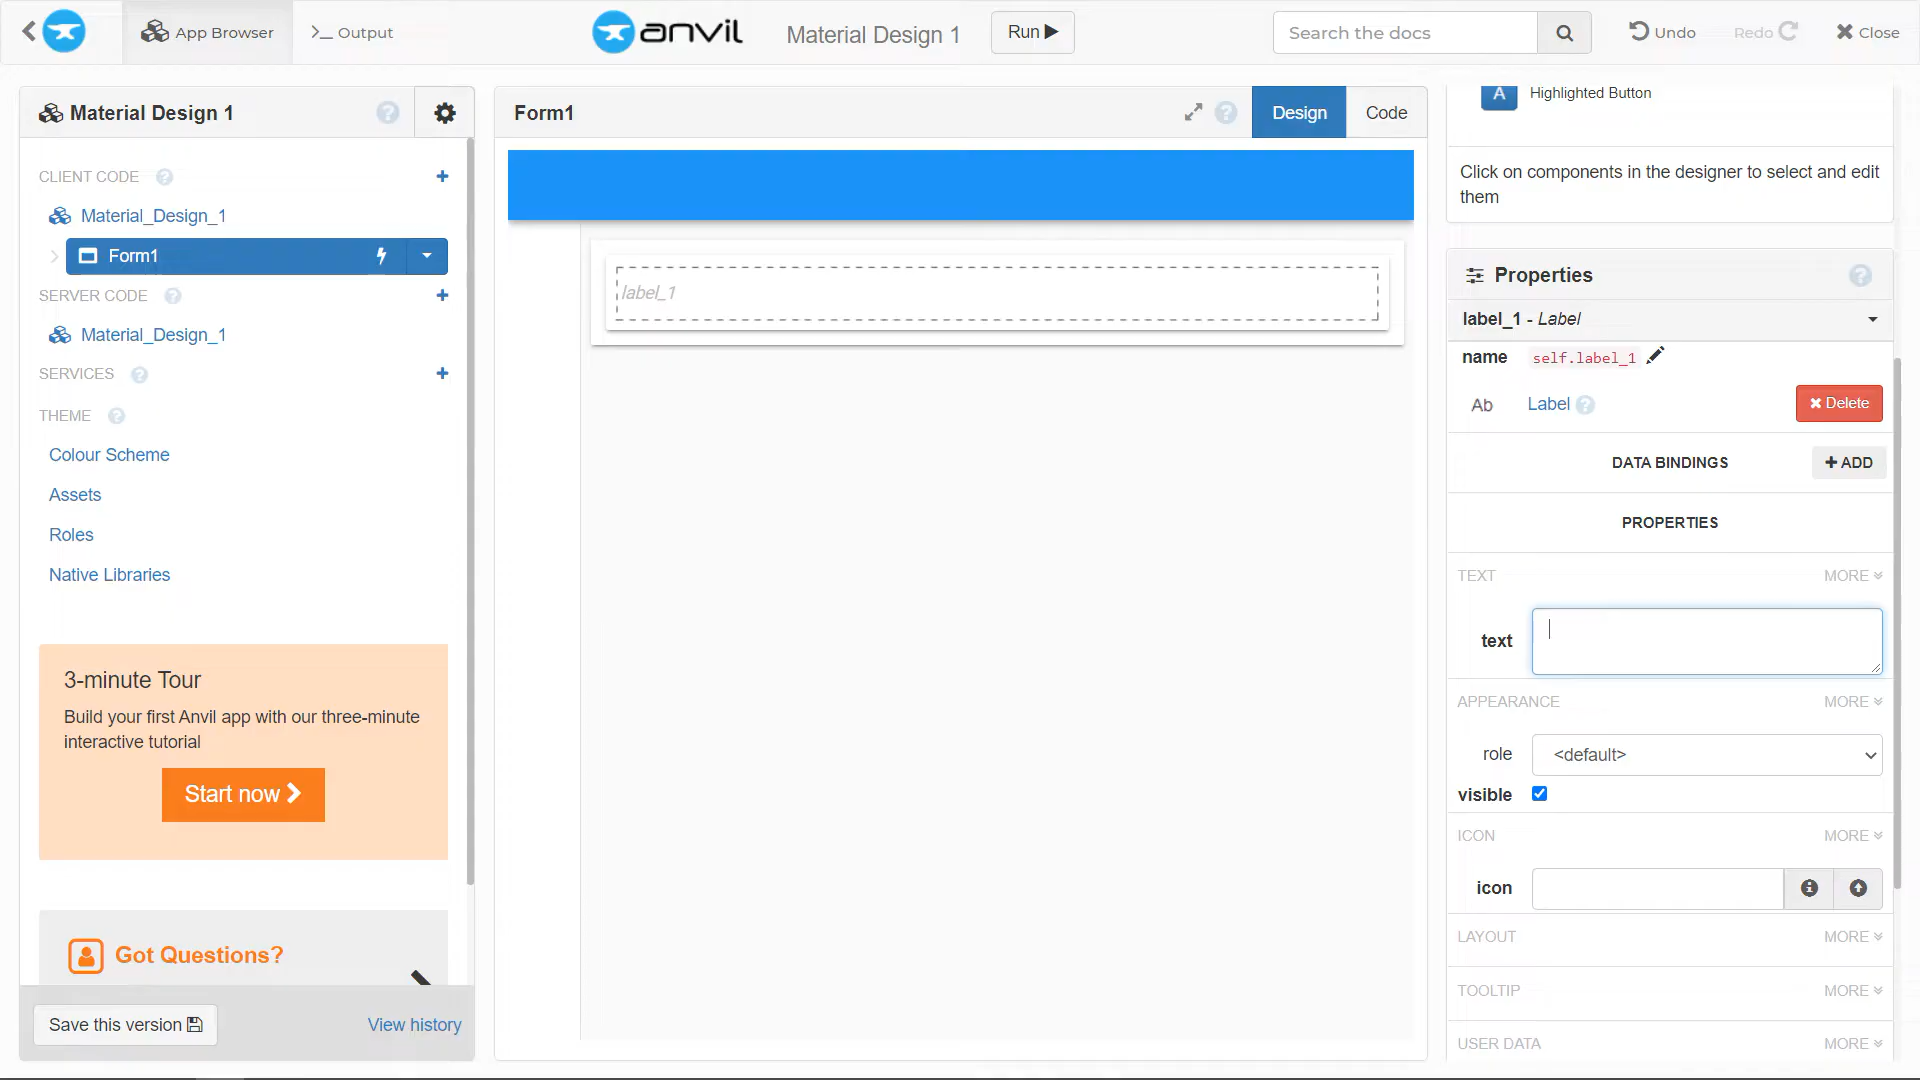 App Browser
>_ Output
anvil
Material Design 1
Run
Search the docs
Undo
Redo
Close
Material Design 1
?
CLIENT CODE ?
Material_Design_1
Form1
SERVER CODE ?
Material_Design_1
SERVICES ?
THEME ?
Colour Scheme
Assets
Roles
Native Libraries
3-minute Tour
Build your first Anvil app with our three-minute
interactive tutorial
Start now
Got Questions?
Save this version
View history
Form1
?
Design
Code
label_1
A Highlighted Button
Click on components in the designer to select and edit
them
Properties ?
label_1 - Label
name self.label_1
Ab Label ? Delete
DATA BINDINGS + ADD
PROPERTIES
TEXT MORE
text
APPEARANCE MORE
role <default>
visible
ICON MORE
icon
LAYOUT MORE
TOOLTIP MORE
USER DATA MORE